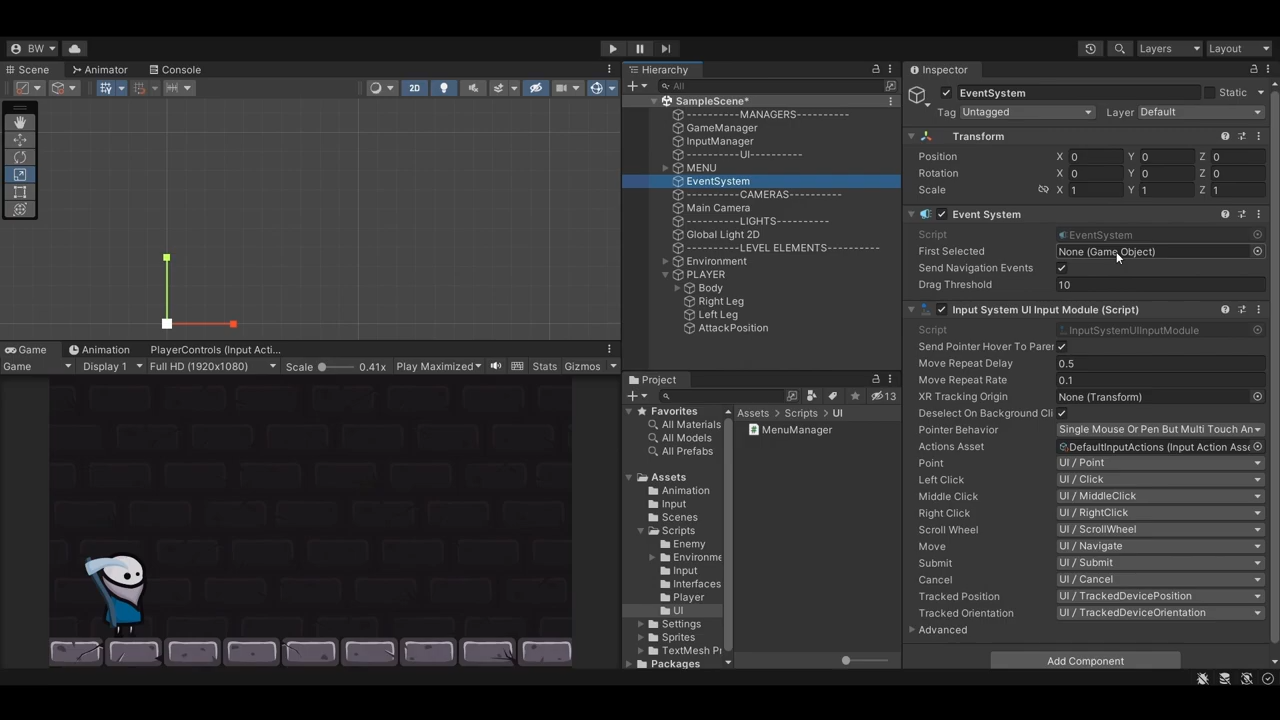 BW
Layers
Layout
Scene
Animator
Console
2D
Hierarchy
All
SampleScene*
----------MANAGERS----------
GameManager
InputManager
----------UI----------
MENU
EventSystem
----------CAMERAS----------
Main Camera
----------LIGHTS----------
Global Light 2D
----------LEVEL ELEMENTS----------
Environment
PLAYER
Body
Right Leg
Left Leg
AttackPosition
Inspector
EventSystem
Static
Tag Untagged
Layer Default
Transform
Position X 0 Y 0 Z 0
Rotation X 0 Y 0 Z 0
Scale X 1 Y 1 Z 1
Event System
Script EventSystem
First Selected None (Game Object)
Send Navigation Events
Drag Threshold 10
Input System UI Input Module (Script)
Script InputSystemUIInputModule
Send Pointer Hover To Parer
Move Repeat Delay 0.5
Move Repeat Rate 0.1
XR Tracking Origin None (Transform)
Deselect On Background Cli
Pointer Behavior Single Mouse Or Pen But Multi Touch An
Actions Asset DefaultInputActions (Input Action Asse
Point UI / Point
Left Click UI / Click
Middle Click UI / MiddleClick
Right Click UI / RightClick
Scroll Wheel UI / ScrollWheel
Move UI / Navigate
Submit UI / Submit
Cancel UI / Cancel
Tracked Position UI / TrackedDevicePosition
Tracked Orientation UI / TrackedDeviceOrientation
Advanced
Add Component
Game
Animation
PlayerControls (Input Acti...
Game
Display 1
Full HD (1920x1080)
Scale 0.41x
Play Maximized
Stats
Gizmos
Project
13
Favorites
All Materials
All Models
All Prefabs
Assets
Animation
Input
Scenes
Scripts
Enemy
Environme
Input
Interfaces
Player
UI
Settings
Sprites
TextMesh Pr
Packages
Assets Scripts UI
MenuManager